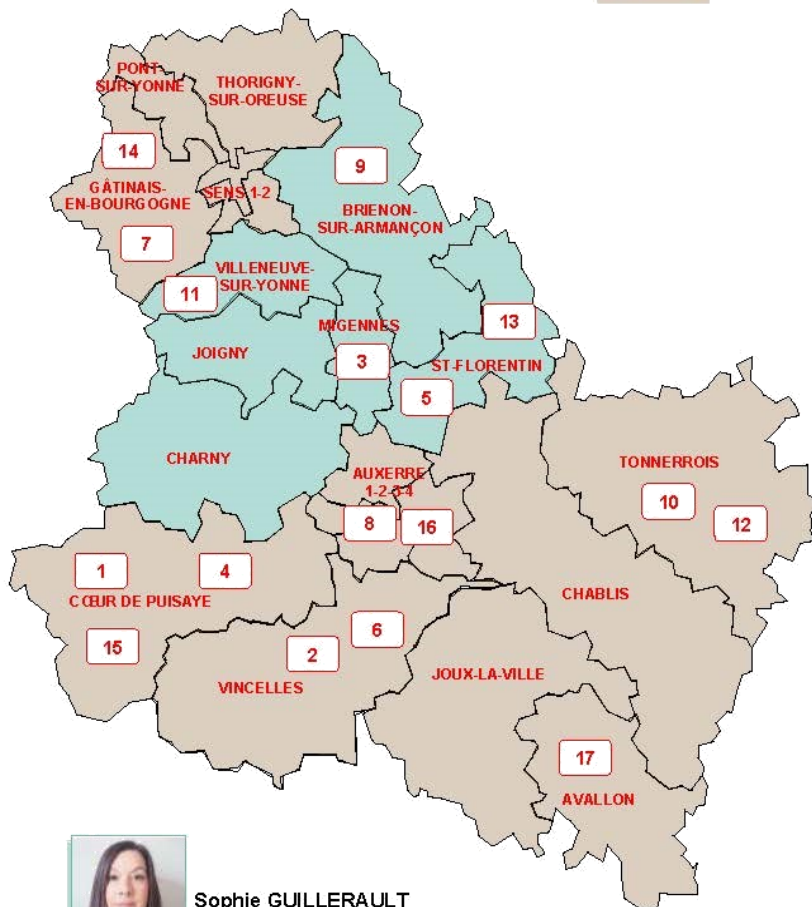 PONT
SUR-YONNE
THORIGNY-
SUR-OREUSE
14
9
GÂTINAIS-
EN-BOURGOGNE
SENS 1-2
BRIENON-
SUR-ARMANÇON
7
VILLENEUVE-
SUR-YONNE
11
MIGENNES
13
JOIGNY
3
ST-FLORENTIN
5
CHARNY
AUXERRE
1-2-3-4
TONNERROIS
10
8
16
12
1
4
CŒUR DE PUISAYE
CHABLIS
6
15
2
VINCELLES
JOUX-LA-VILLE
17
AVALLON
Sophie GUILLERAULT